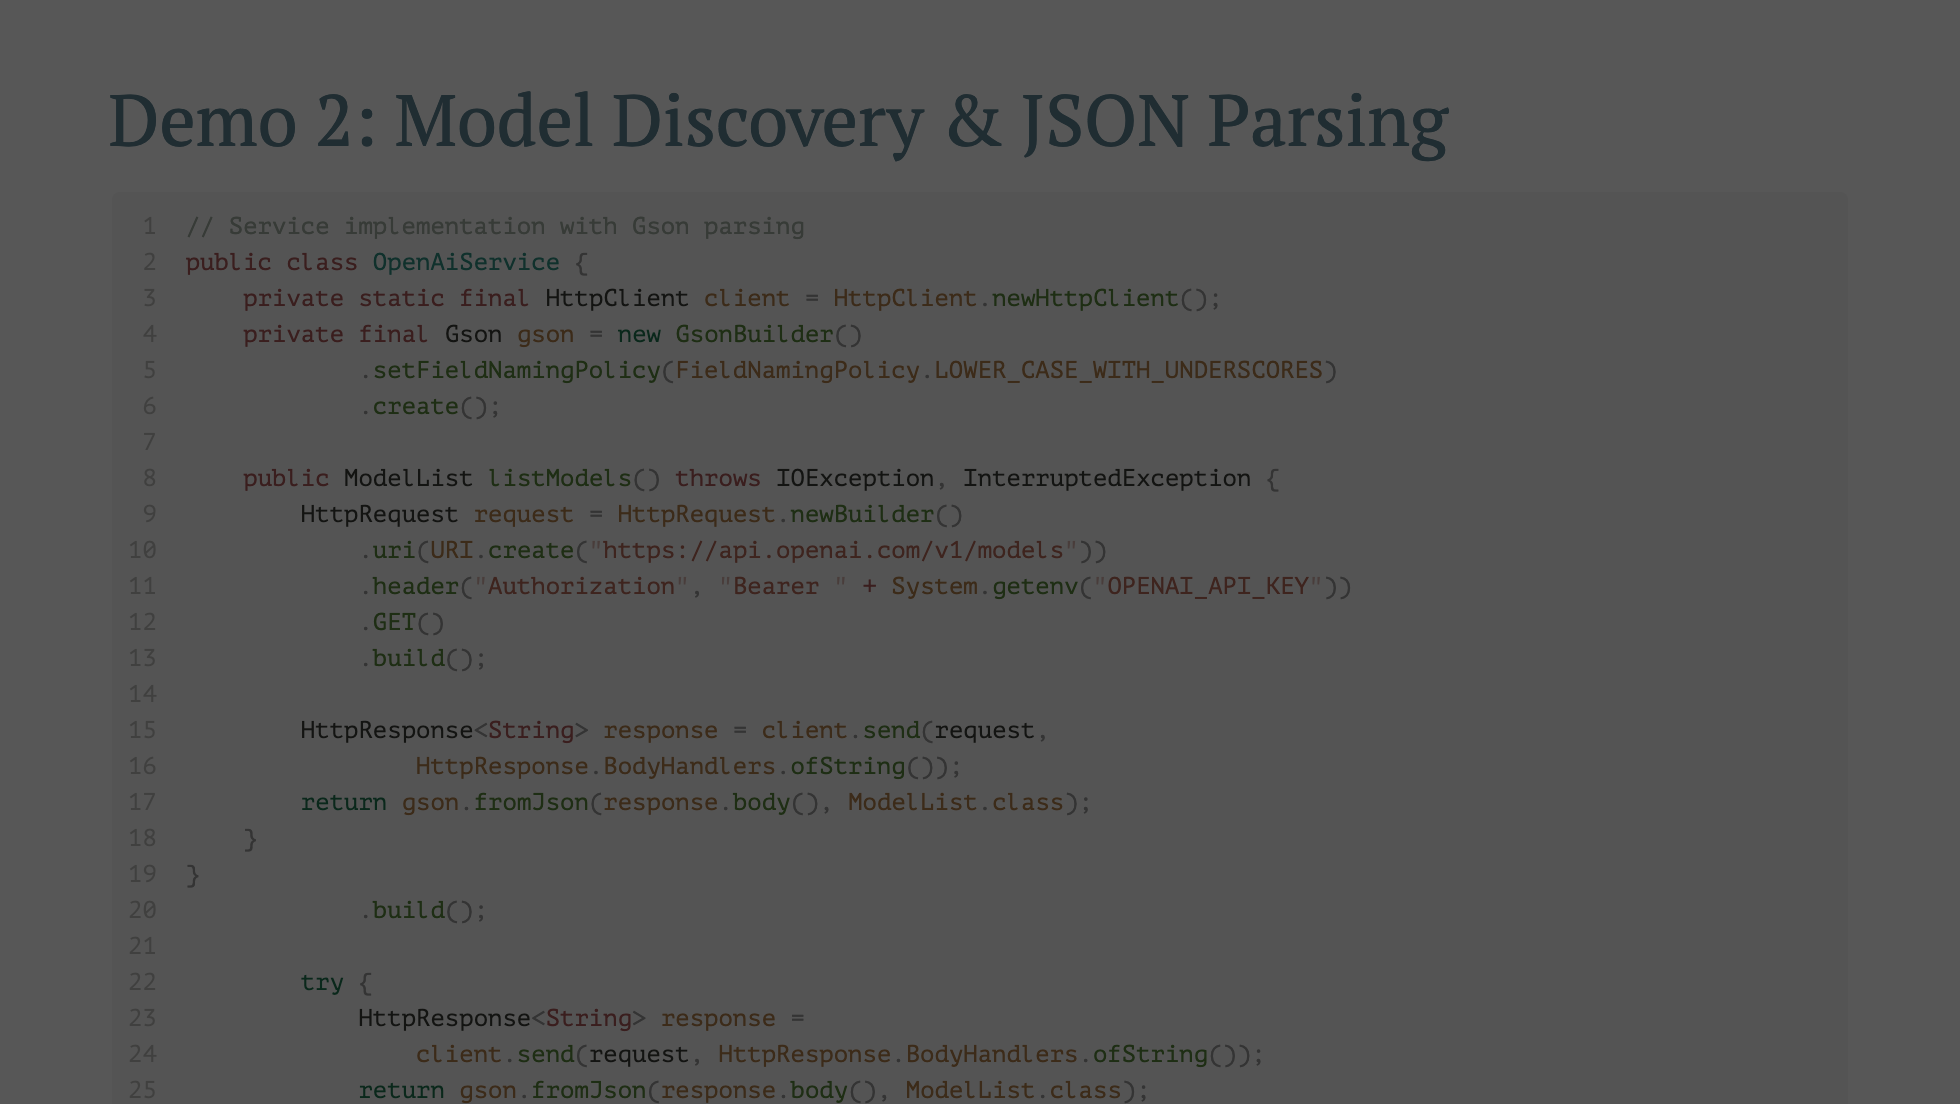 Demo 2: Model Discovery & JSON Parsing
1 // Service implementation with Gson parsing
2 public class OpenAiService {
3     private static final HttpClient client = HttpClient.newHttpClient();
4     private final Gson gson = new GsonBuilder()
5             .setFieldNamingPolicy(FieldNamingPolicy.LOWER_CASE_WITH_UNDERSCORES)
6             .create();
7
8     public ModelList listModels() throws IOException, InterruptedException {
9         HttpRequest request = HttpRequest.newBuilder()
10             .uri(URI.create("https://api.openai.com/v1/models"))
11             .header("Authorization", "Bearer " + System.getenv("OPENAI_API_KEY"))
12             .GET()
13             .build();
14
15         HttpResponse<String> response = client.send(request,
16                 HttpResponse.BodyHandlers.ofString());
17         return gson.fromJson(response.body(), ModelList.class);
18     }
19 }
20             .build();
21
22         try {
23             HttpResponse<String> response =
24                 client.send(request, HttpResponse.BodyHandlers.ofString());
25             return gson.fromJson(response.body(), ModelList.class);